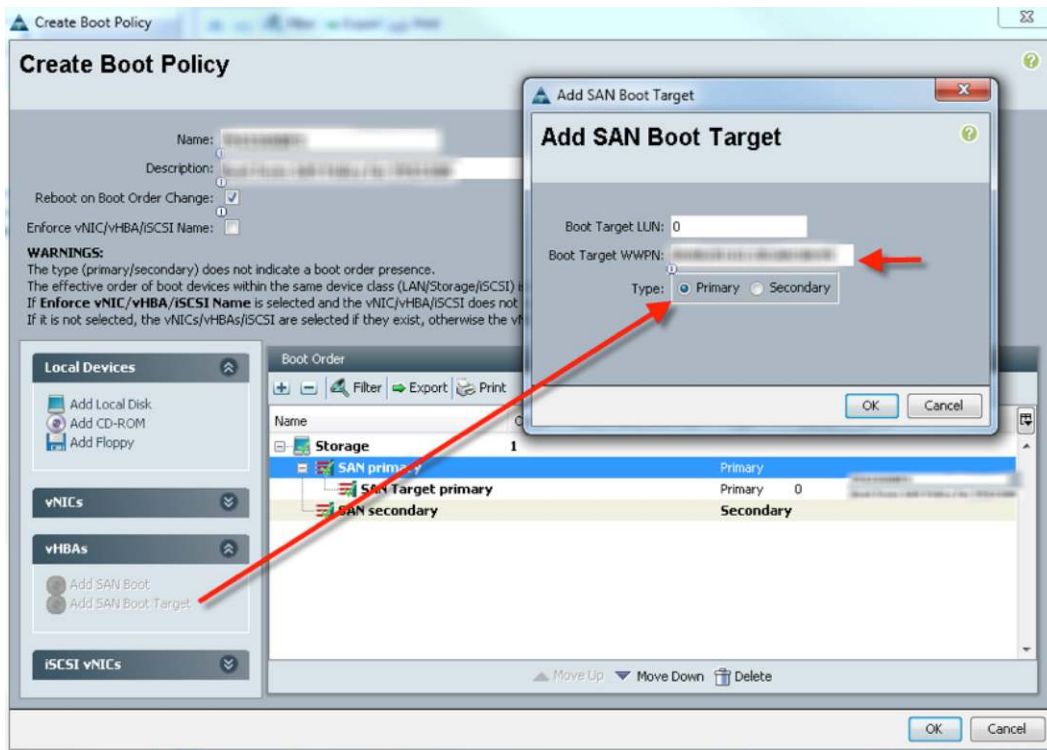 Create Boot Policy
Create Boot Policy
Name:
Description:
Reboot on Boot Order Change:
Enforce vNIC/vHBA/iSCSI Name:
WARNINGS:
The type (primary/secondary) does not indicate a boot order presence.
The effective order of boot devices within the same device class (LAN/Storage/iSCSI)
If Enforce vNIC/vHBA/iSCSI Name is selected and the vNIC/vHBA/iSCSI does not
If it is not selected, the vNICs/vHBAs/iSCSI are selected if they exist, otherwise the
Local Devices
Add Local Disk
Add CD-ROM
Add Floppy
vNICs
vHBAs
Add SAN Boot
Add SAN Boot Target
iSCSI vNICs
Boot Order
Filter Export Print
Name
Storage 1
SAN primary Primary
SAN Target primary Primary 0
SAN secondary Secondary
Move Up Move Down Delete
OK Cancel
Add SAN Boot Target
Add SAN Boot Target
Boot Target LUN: 0
Boot Target WWPN:
Type: Primary Secondary
OK Cancel